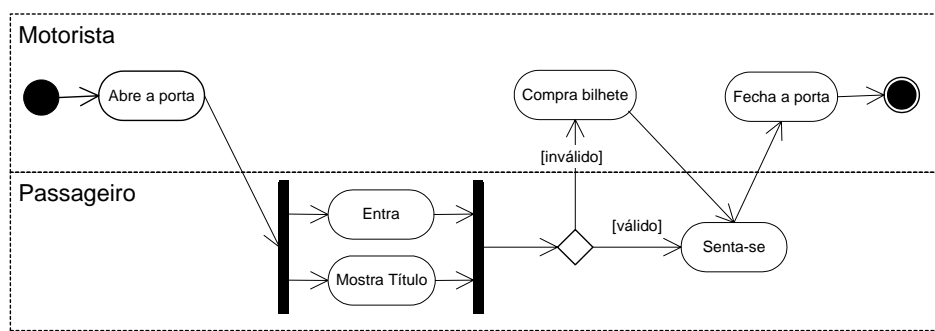 Motorista
Abre a porta
Compra bilhete
Fecha a porta
[inválido]
Passageiro
Entra
[válido]
Senta-se
Mostra Título